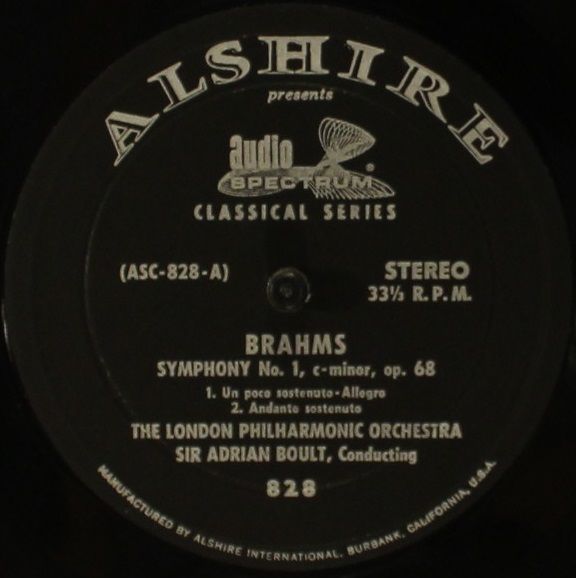 ALSHIRE
presents
audio
SPECTRUM®
CLASSICAL SERIES
(ASC-828-A)
STEREO
33⅓ R.P.M.
BRAHMS
SYMPHONY No. 1, c-minor, op. 68
1. Un poco sostenuto-Allegro
2. Andante sostenuto
THE LONDON PHILHARMONIC ORCHESTRA
SIR ADRIAN BOULT, Conducting
828
MANUFACTURED BY ALSHIRE INTERNATIONAL, BURBANK, CALIFORNIA, U.S.A.